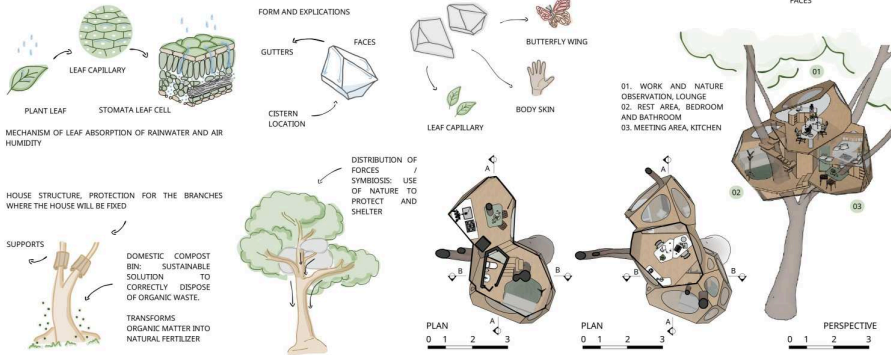 PLANT LEAF
LEAF CAPILLARY
STOMATA LEAF CELL
MECHANISM OF LEAF ABSORPTION OF RAINWATER AND AIR
HUMIDITY
FORM AND EXPLICATIONS
GUTTERS
FACES
CISTERN
LOCATION
BUTTERFLY WING
BODY SKIN
LEAF CAPILLARY
FACES
01. WORK AND NATURE
OBSERVATION, LOUNGE
02. REST AREA, BEDROOM
AND BATHROOM
03. MEETING AREA, KITCHEN
01
02
03
HOUSE STRUCTURE, PROTECTION FOR THE BRANCHES
WHERE THE HOUSE WILL BE FIXED
SUPPORTS
DOMESTIC COMPOST
BIN: SUSTAINABLE
SOLUTION TO
CORRECTLY DISPOSE
OF ORGANIC WASTE.
TRANSFORMS
ORGANIC MATTER INTO
NATURAL FERTILIZER
DISTRIBUTION OF
FORCES /
SYMBIOSIS: USE
OF NATURE TO
PROTECT AND
SHELTER
A
B
B
A
PLAN
0 1 2 3
A
B
B
A
PLAN
0 1 2 3
PERSPECTIVE
0 1 2 3